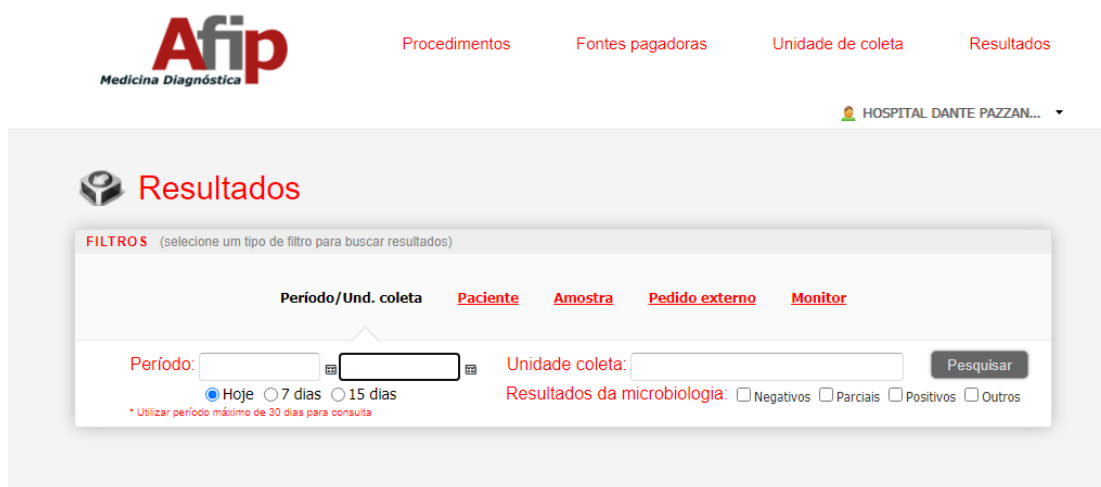 Afip
Medicina Diagnóstica
Procedimentos Fontes pagadoras Unidade de coleta Resultados
HOSPITAL DANTE PAZZAN...
Resultados
FILTROS (selecione um tipo de filtro para buscar resultados)
Período/Und. coleta Paciente Amostra Pedido externo Monitor
Período: Unidade coleta: Pesquisar
Hoje 7 dias 15 dias Resultados da microbiologia: Negativos Parciais Positivos Outros
* Utilizar período máximo de 30 dias para consulta